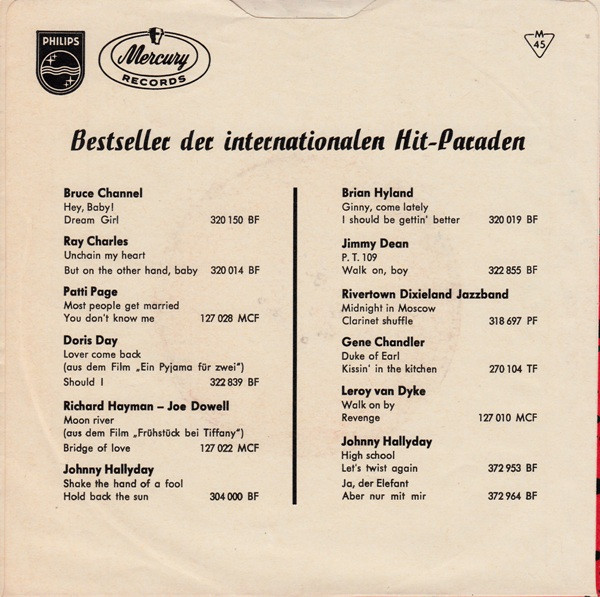 PHILIPS
Mercury
RECORDS
M
45
Bestseller der internationalen Hit-Paraden
Bruce Channel
Hey, Baby!
Dream Girl 320 150 BF
Ray Charles
Unchain my heart
But on the other hand, baby 320 014 BF
Patti Page
Most people get married
You don't know me 127 028 MCF
Doris Day
Lover come back
(aus dem Film „Ein Pyjama für zwei")
Should I 322 839 BF
Richard Hayman – Joe Dowell
Moon river
(aus dem Film „Frühstück bei Tiffany")
Bridge of love 127 022 MCF
Johnny Hallyday
Shake the hand of a fool
Hold back the sun 304 000 BF
Brian Hyland
Ginny, come lately
I should be gettin' better 320 019 BF
Jimmy Dean
P. T. 109
Walk on, boy 322 855 BF
Rivertown Dixieland Jazzband
Midnight in Moscow
Clarinet shuffle 318 697 PF
Gene Chandler
Duke of Earl
Kissin' in the kitchen 270 104 TF
Leroy van Dyke
Walk on by
Revenge 127 010 MCF
Johnny Hallyday
High school
Let's twist again 372 953 BF
Ja, der Elefant
Aber nur mit mir 372 964 BF